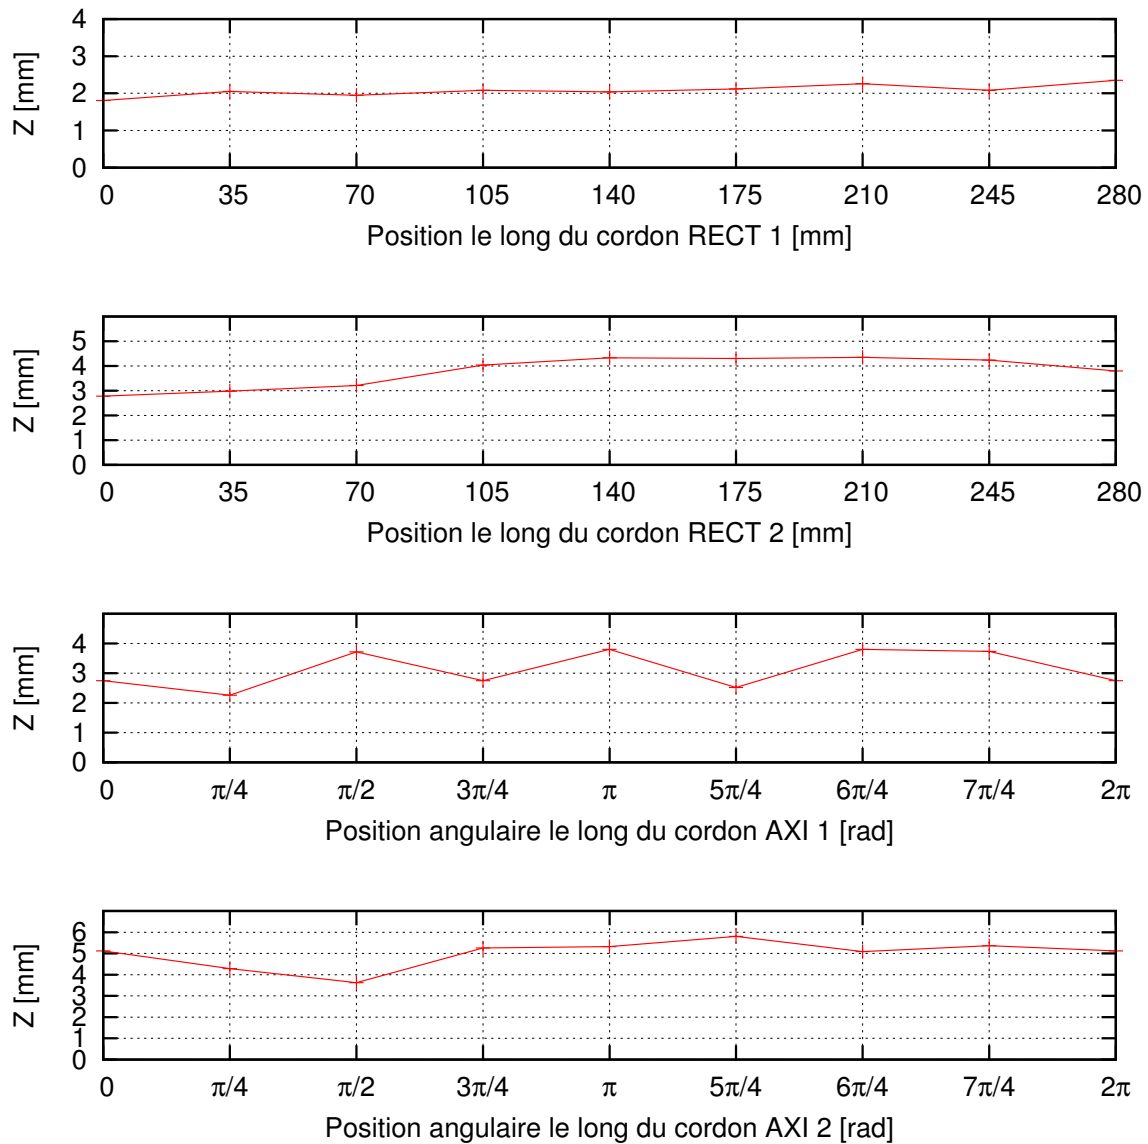 4
3
2
1
0
Z [mm]
0 35 70 105 140 175 210 245 280
Position le long du cordon RECT 1 [mm]
5
4
3
2
1
0
Z [mm]
0 35 70 105 140 175 210 245 280
Position le long du cordon RECT 2 [mm]
4
3
2
1
0
Z [mm]
0 π/4 π/2 3π/4 π 5π/4 6π/4 7π/4 2π
Position angulaire le long du cordon AXI 1 [rad]
6
5
4
3
2
1
0
Z [mm]
0 π/4 π/2 3π/4 π 5π/4 6π/4 7π/4 2π
Position angulaire le long du cordon AXI 2 [rad]